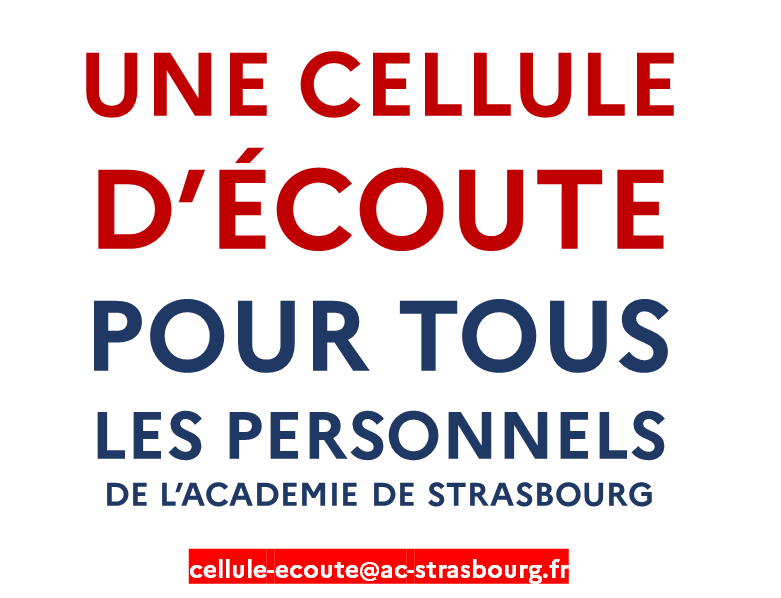 UNE CELLULE
D'ÉCOUTE
POUR TOUS
LES PERSONNELS
DE L'ACADEMIE DE STRASBOURG
cellule-ecoute@ac-strasbourg.fr